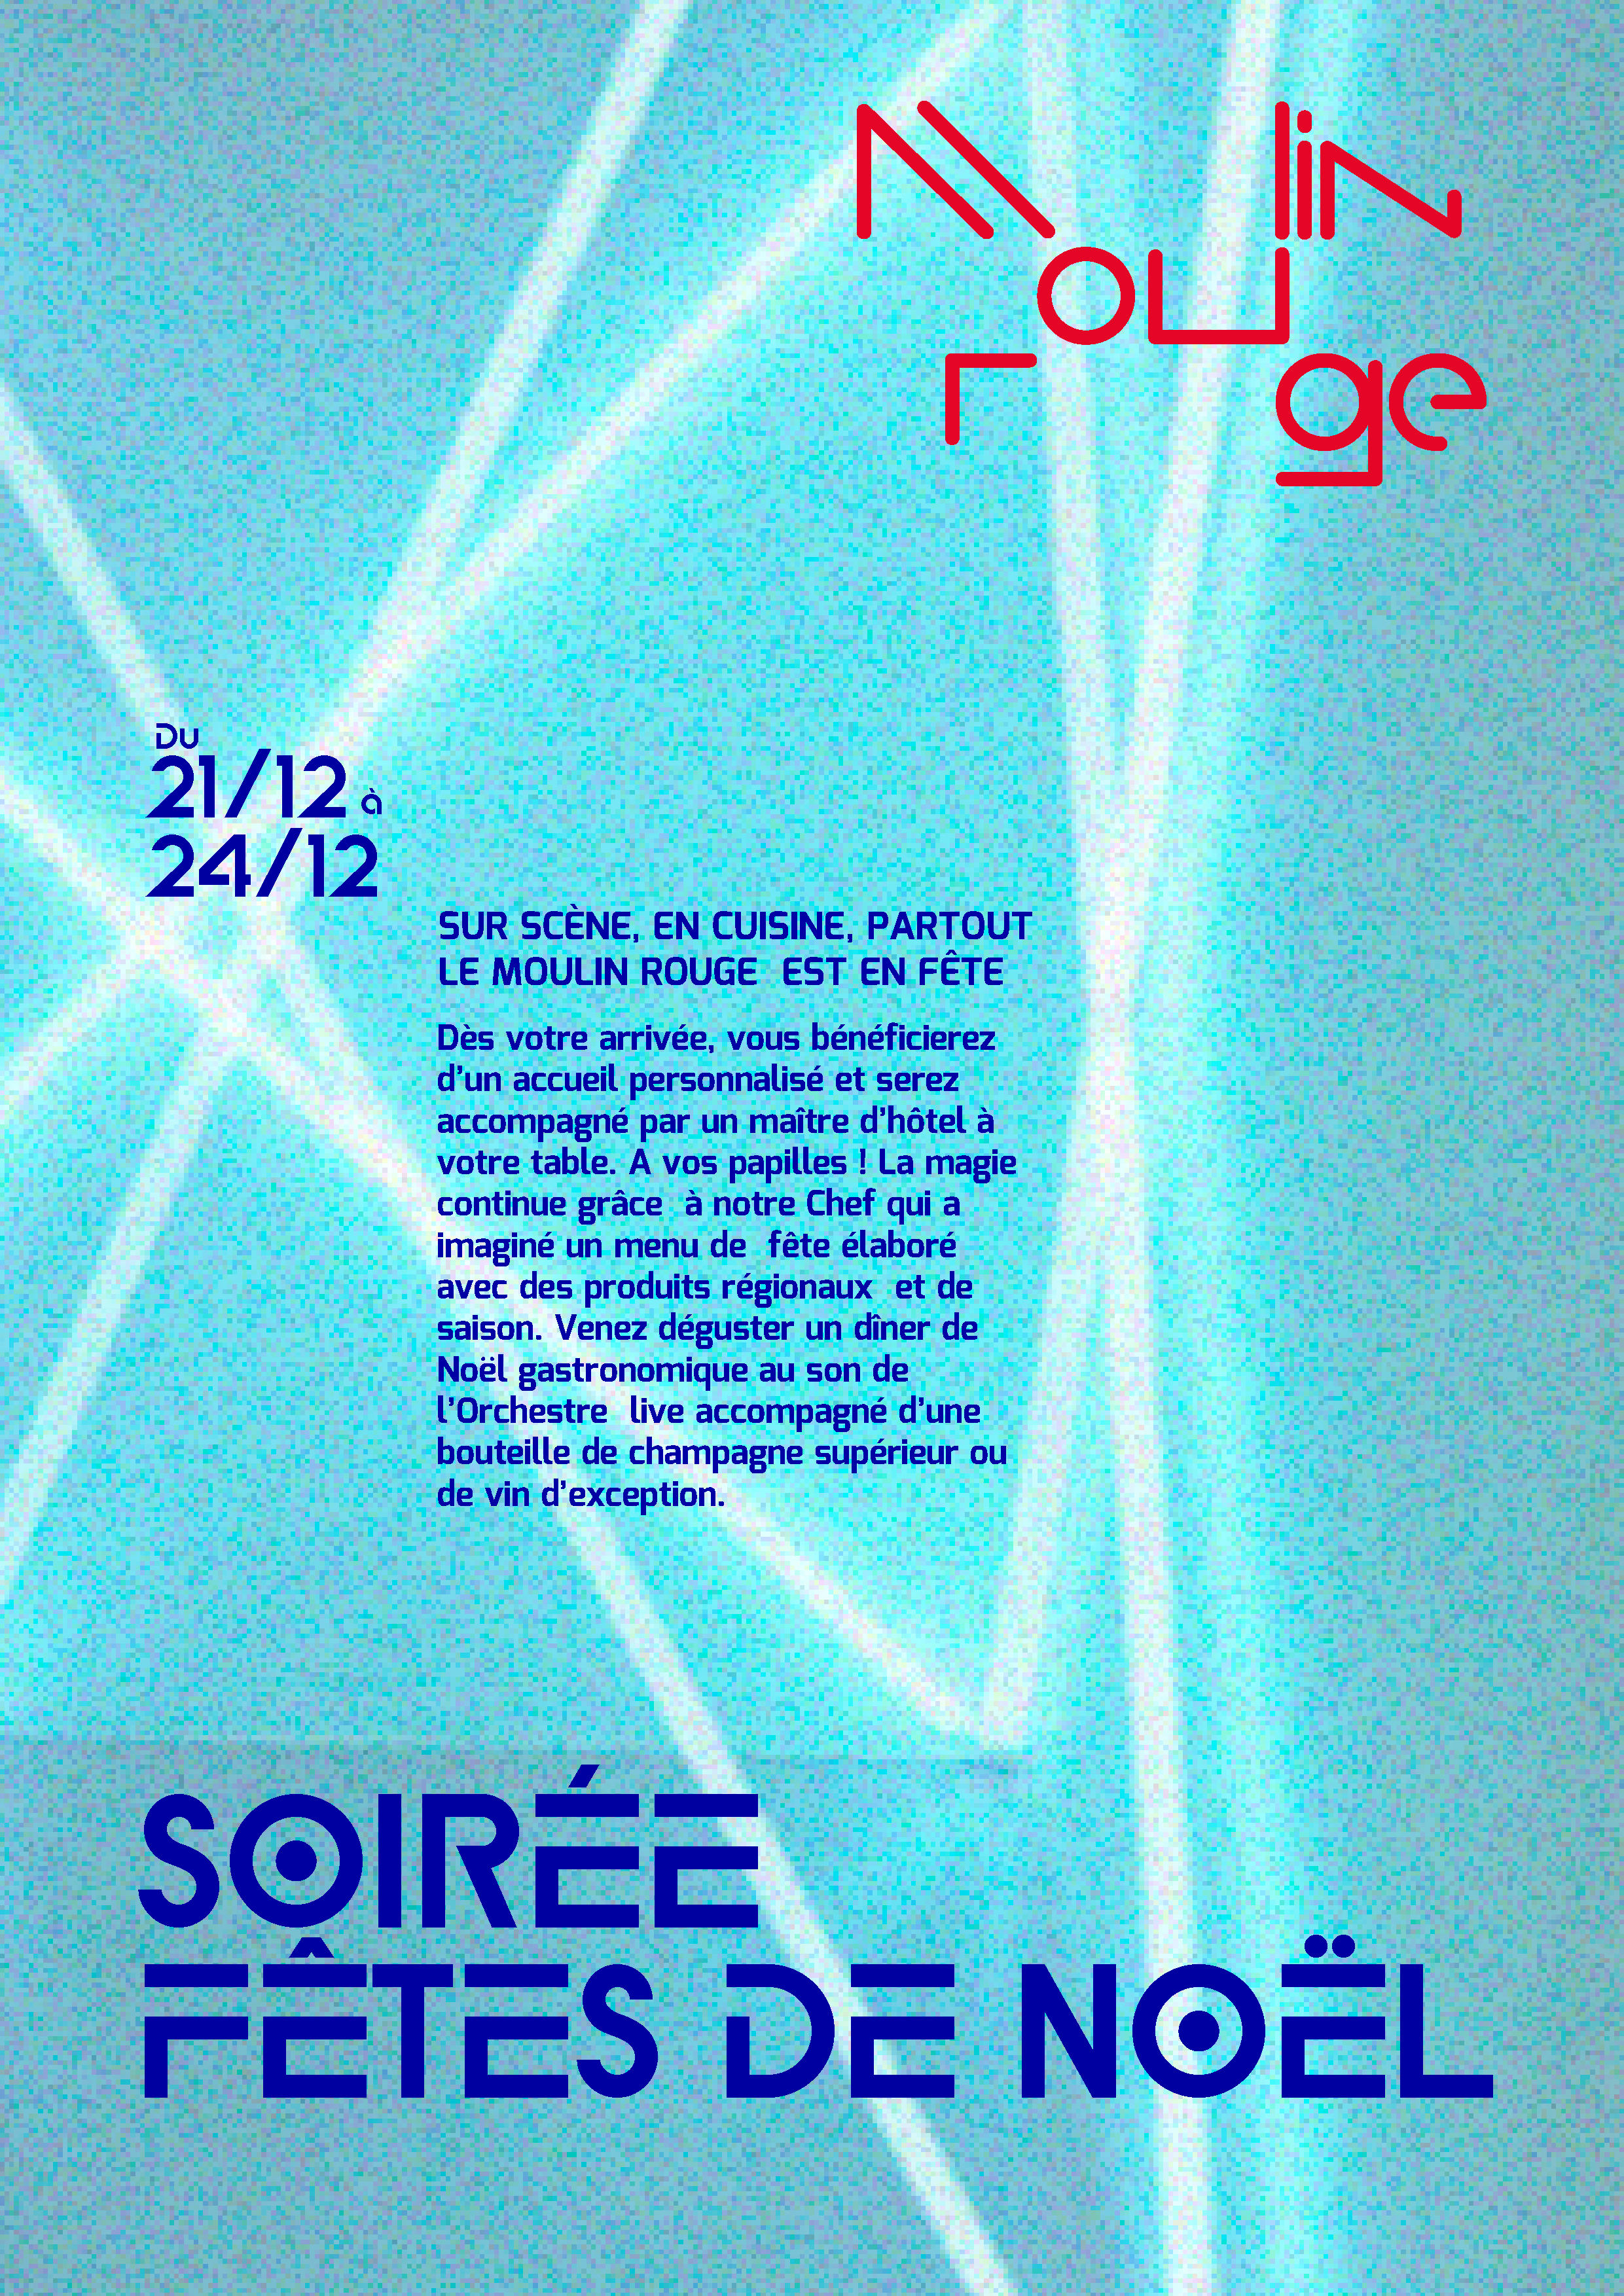 Moulin
rouge
Du
21/12 à
24/12
SUR SCÈNE, EN CUISINE, PARTOUT
LE MOULIN ROUGE  EST EN FÊTE
Dès votre arrivée, vous bénéficierez
d’un accueil personnalisé et serez
accompagné par un maître d’hôtel à
votre table. A vos papilles ! La magie
continue grâce  à notre Chef qui a
imaginé un menu de  fête élaboré
avec des produits régionaux  et de
saison. Venez déguster un dîner de
Noël gastronomique au son de
l’Orchestre  live accompagné d’une
bouteille de champagne supérieur ou
de vin d’exception.
SOIRÉE
FÊTES DE NOËL